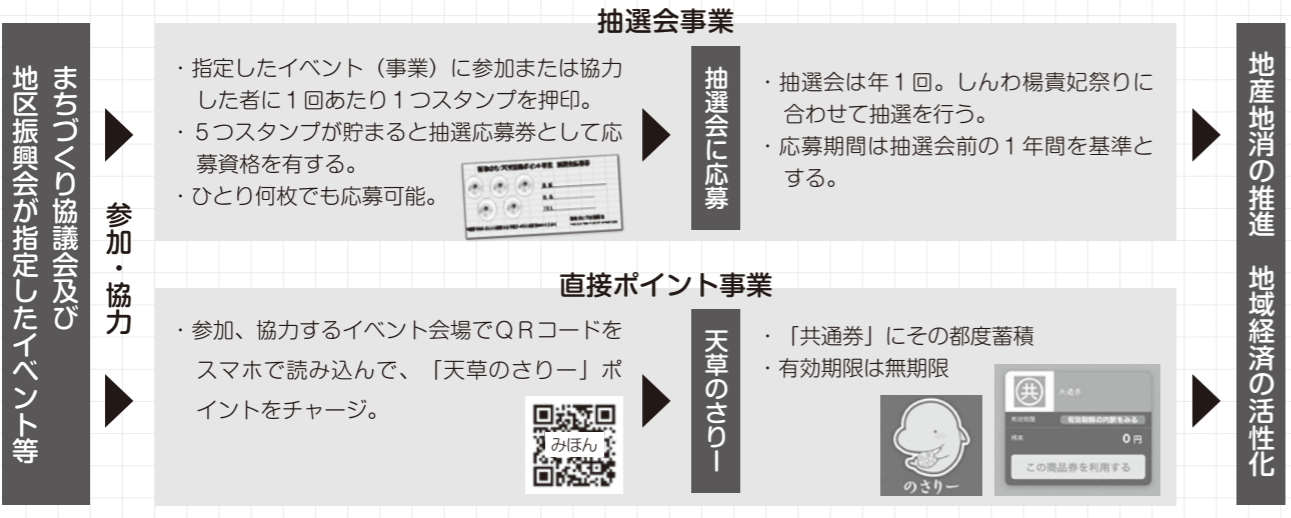 まちづくり協議会及び
地区振興会が指定したイベント等
参加・協力
抽選会事業
・指定したイベント（事業）に参加または協力
した者に１回あたり１つスタンプを押印。
・５つスタンプが貯まると抽選応募券として応
募資格を有する。
・ひとり何枚でも応募可能。
抽選会に応募
・抽選会は年１回。しんわ楊貴妃祭りに
合わせて抽選を行う。
・応募期間は抽選会前の１年間を基準と
する。
直接ポイント事業
・参加、協力するイベント会場でＱＲコードを
スマホで読み込んで、「天草のさりー」ポ
イントをチャージ。
みほん
天草のさりー
・「共通券」にその都度蓄積
・有効期限は無期限
のさりー
共
共通券
有効期限の内訳をみる
残高
0 円
この商品券を利用する
地産地消の推進　地域経済の活性化